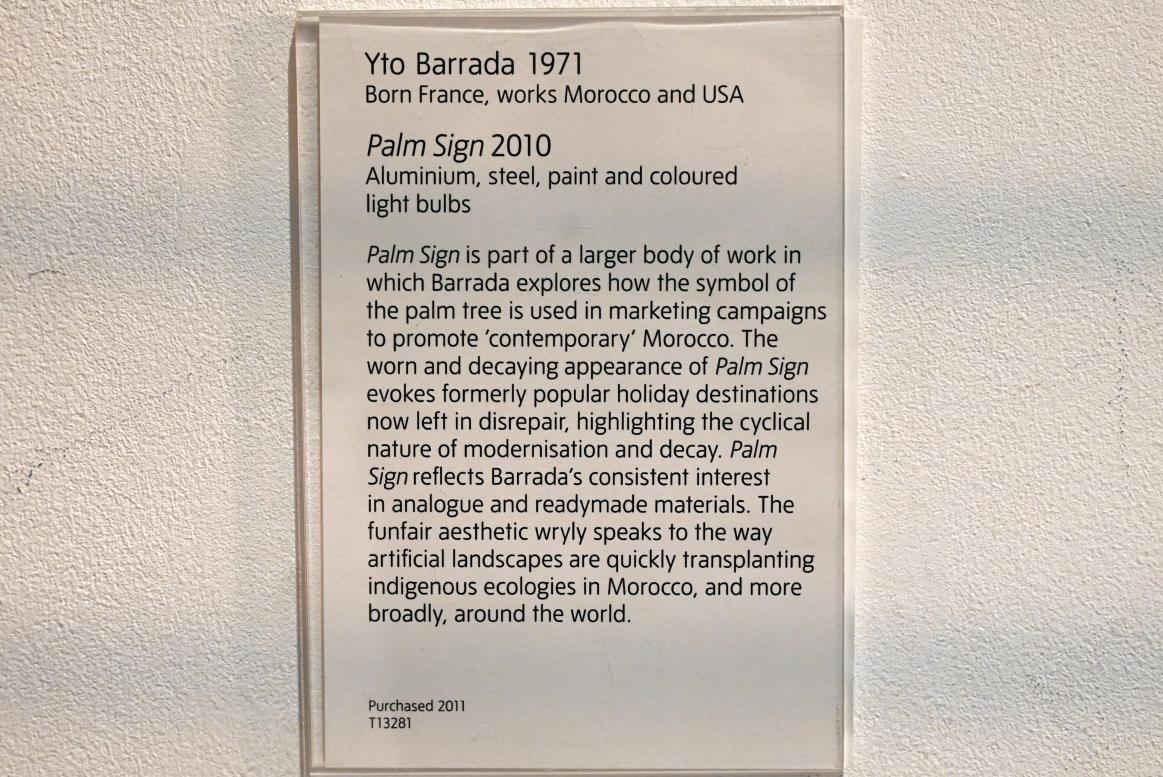 Yto Barrada 1971
Born France, works Morocco and USA
Palm Sign 2010
Aluminium, steel, paint and coloured
light bulbs
Palm Sign is part of a larger body of work in
which Barrada explores how the symbol of
the palm tree is used in marketing campaigns
to promote ‘contemporary’ Morocco. The
worn and decaying appearance of Palm Sign
evokes formerly popular holiday destinations
now left in disrepair, highlighting the cyclical
nature of modernisation and decay. Palm
Sign reflects Barrada’s consistent interest
in analogue and readymade materials. The
funfair aesthetic wryly speaks to the way
artificial landscapes are quickly transplanting
indigenous ecologies in Morocco, and more
broadly, around the world.
Purchased 2011
T13281